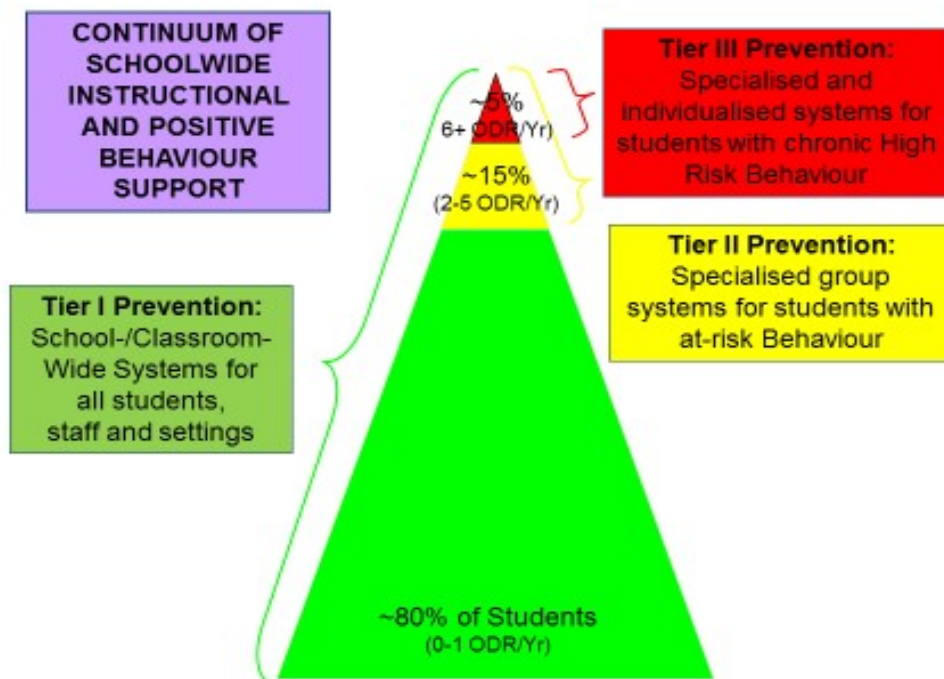 CONTINUUM OF
SCHOOLWIDE
INSTRUCTIONAL
AND POSITIVE
BEHAVIOUR
SUPPORT
Tier III Prevention:
Specialised and
individualised systems for
students with chronic High
Risk Behaviour
~5%
6+ ODR/Yr)
~15%
(2-5 ODR/Yr)
Tier II Prevention:
Specialised group
systems for students with
at-risk Behaviour
Tier I Prevention:
School-/Classroom-
Wide Systems for
all students,
staff and settings
~80% of Students
(0-1 ODR/Yr)